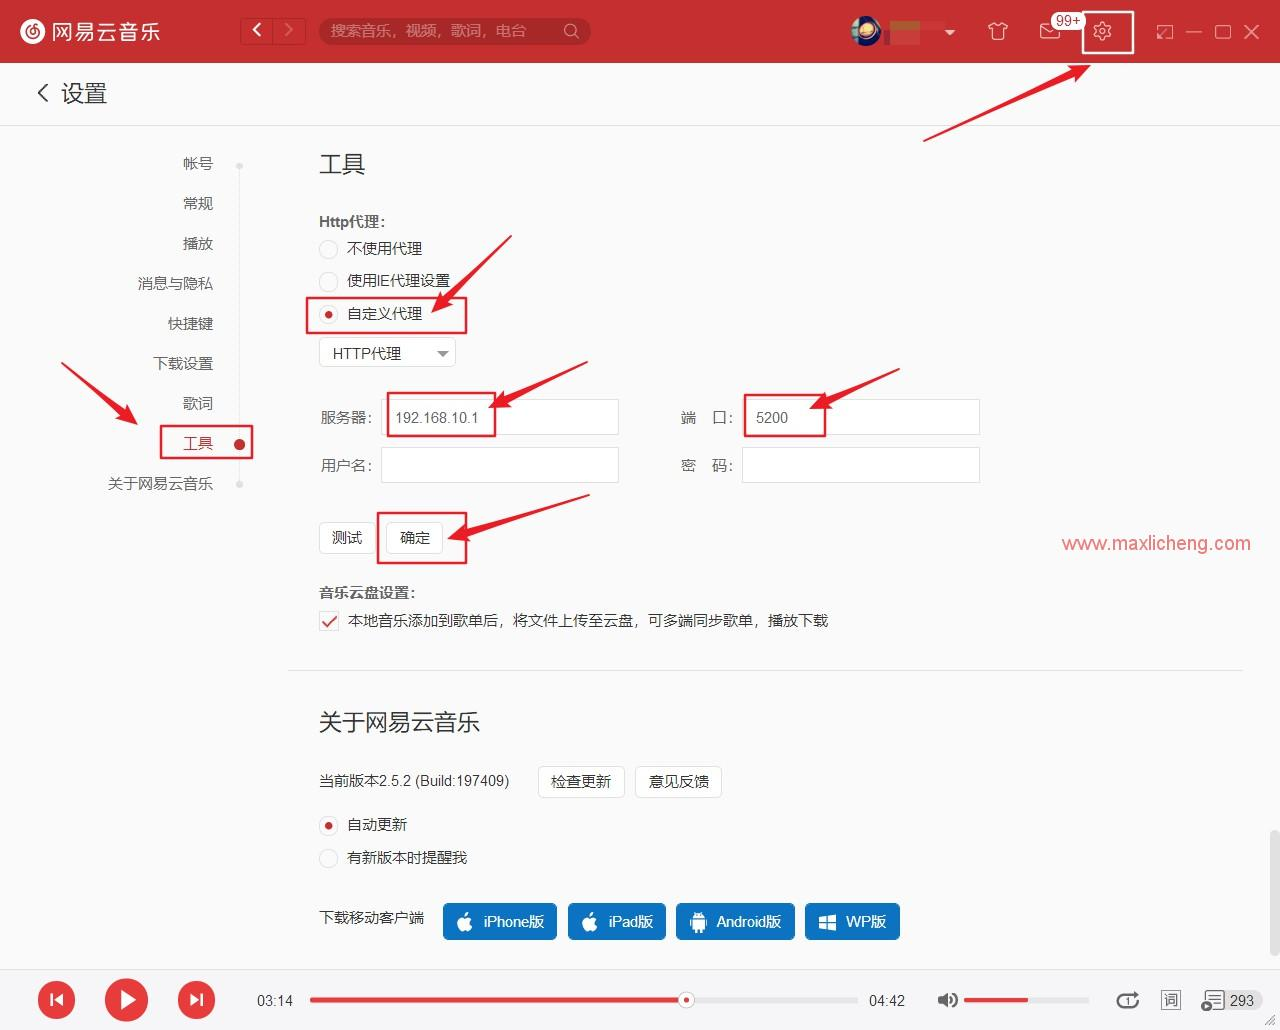 网易云音乐
搜索音乐，视频，歌词，电台
99+
设置
帐号
常规
播放
消息与隐私
快捷键
下载设置
歌词
工具
关于网易云音乐
工具
Http代理：
不使用代理
使用IE代理设置
自定义代理
HTTP代理
服务器： 192.168.10.1 端 口： 5200
用户名： 密 码：
测试 确定
www.maxlicheng.com
音乐云盘设置：
本地音乐添加到歌单后，将文件上传至云盘，可多端同步歌单，播放下载
关于网易云音乐
当前版本2.5.2 (Build:197409) 检查更新 意见反馈
自动更新
有新版本时提醒我
下载移动客户端 iPhone版 iPad版 Android版 WP版
03:14 04:42 1 词 293